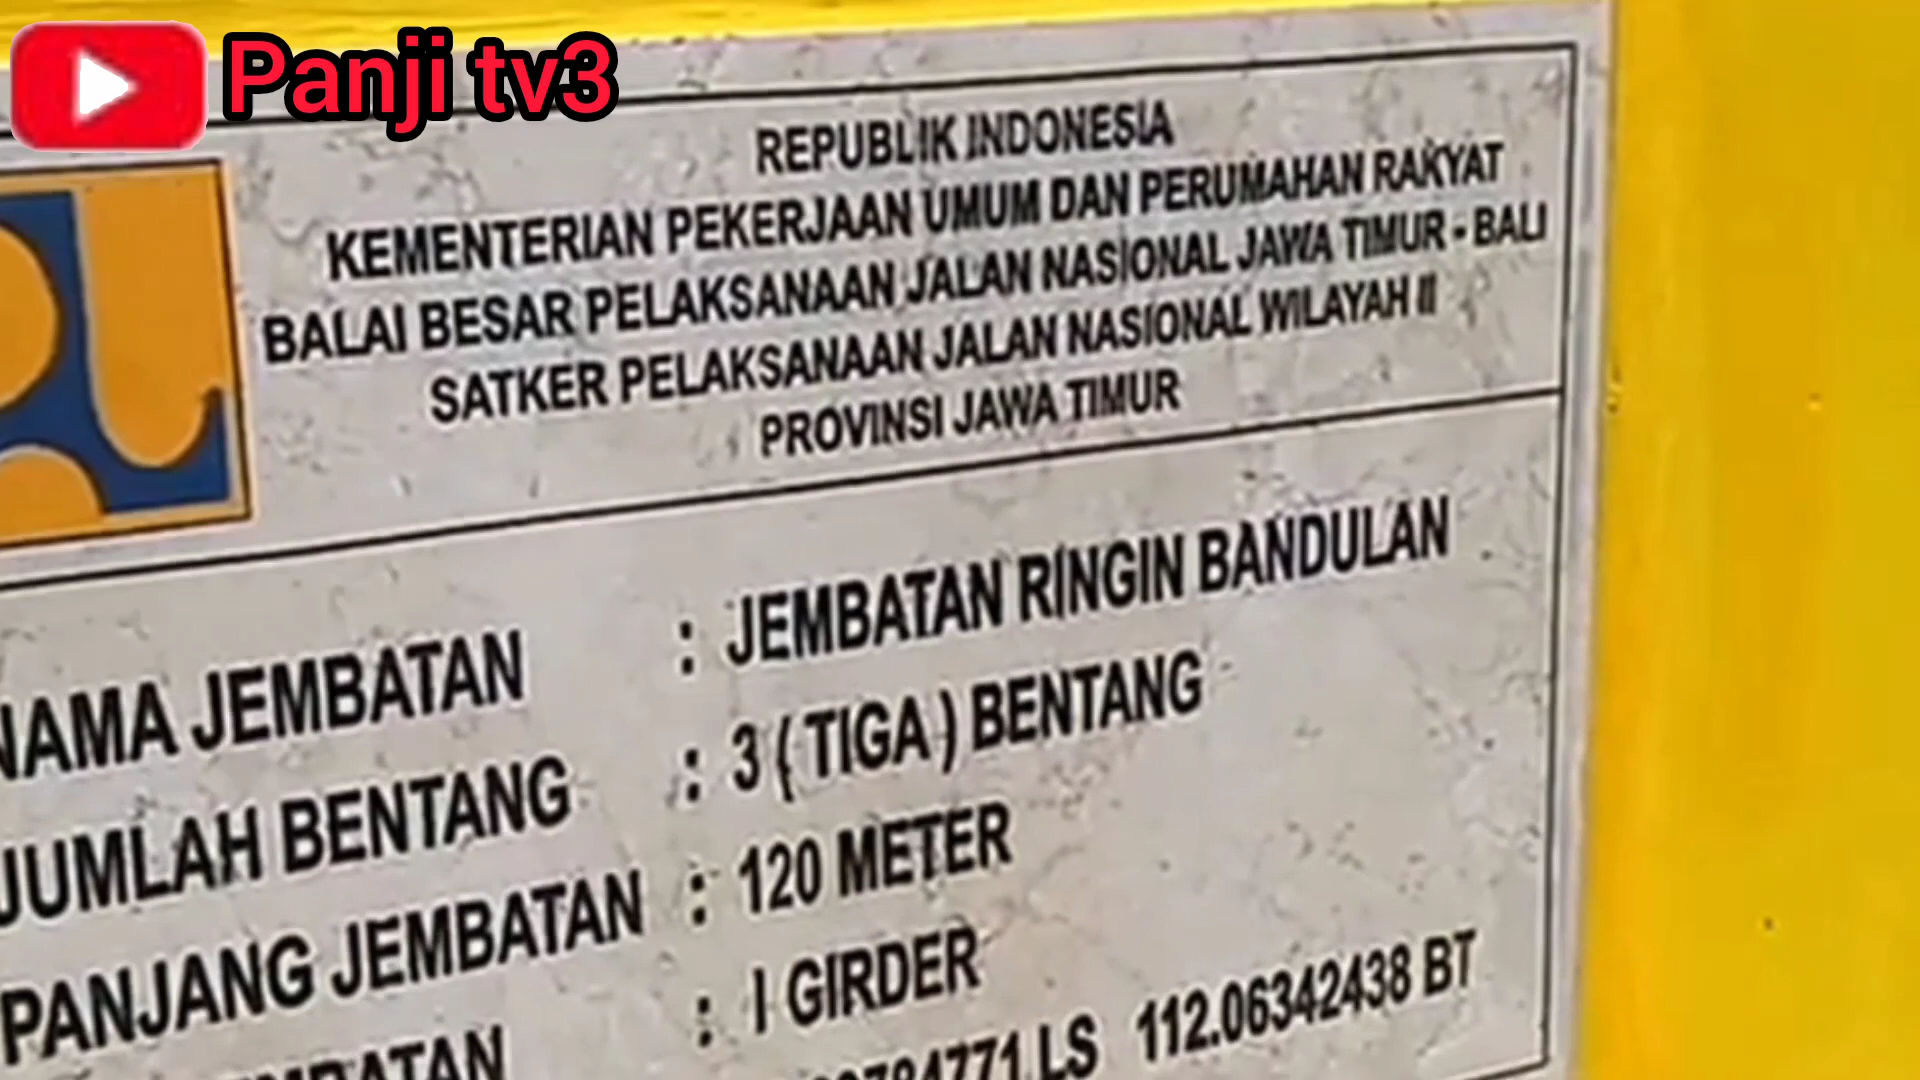 Panji tv3
REPUBLIK INDONESIA
KEMENTERIAN PEKERJAAN UMUM DAN PERUMAHAN RAKYAT
BALAI BESAR PELAKSANAAN JALAN NASIONAL JAWA TIMUR - BALI
SATKER PELAKSANAAN JALAN NASIONAL WILAYAH II
PROVINSI JAWA TIMUR
NAMA JEMBATAN : JEMBATAN RINGIN BANDULAN
JUMLAH BENTANG : 3 ( TIGA ) BENTANG
PANJANG JEMBATAN : 120 METER
: I GIRDER
LS 112.06342438 BT